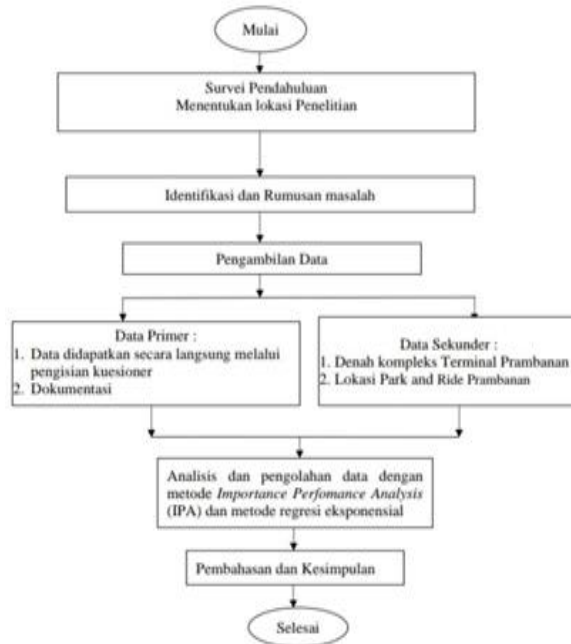 Mulai
Survei Pendahuluan
Menentukan lokasi Penelitian
Identifikasi dan Rumusan masalah
Pengambilan Data
Data Primer :
1. Data didapatkan secara langsung melalui
pengisian kuesioner
2. Dokumentasi
Data Sekunder :
1. Denah kompleks Terminal Prambanan
2. Lokasi Park and Ride Prambanan
Analisis dan pengolahan data dengan
metode Importance Perfomance Analysis
(IPA) dan metode regresi eksponensial
Pembahasan dan Kesimpulan
Selesai